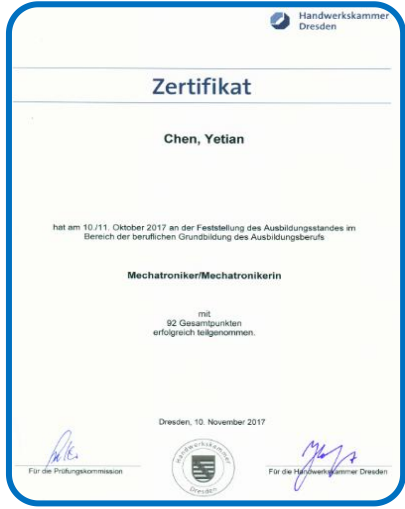 Handwerkskammer
Dresden
Zertifikat
Chen, Yetian
hat am 10./11. Oktober 2017 an der Feststellung des Ausbildungsstandes im
Bereich der beruflichen Grundbildung des Ausbildungsberufs
Mechatroniker/Mechatronikerin
mit
92 Gesamtpunkten
erfolgreich teilgenommen.
Dresden, 10. November 2017
Handwerkskammer
Dresden
Für die Prüfungskommission
Für die Handwerkskammer Dresden